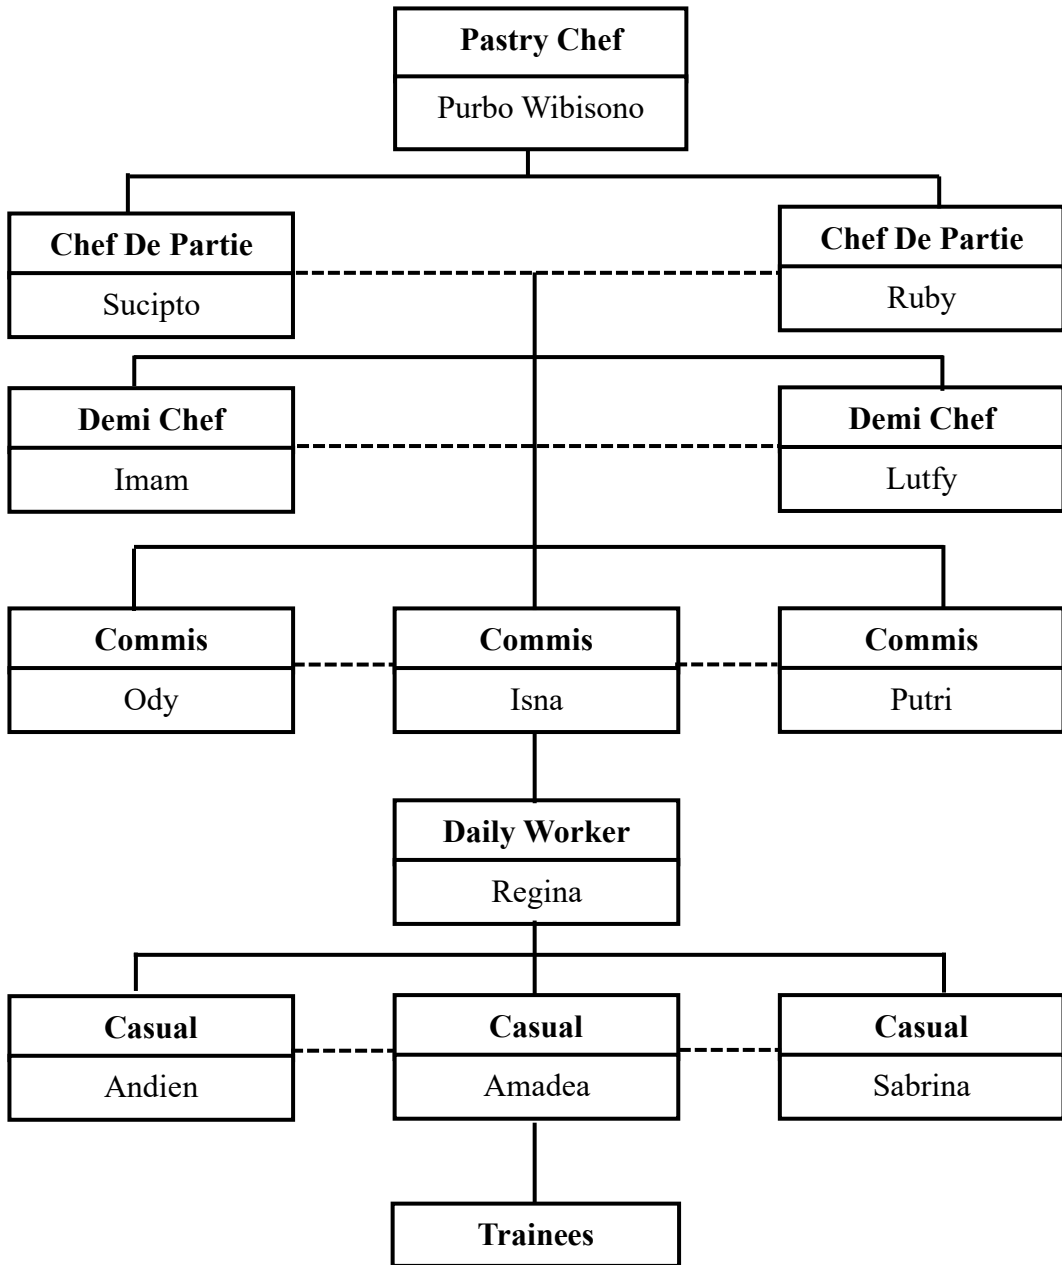 Pastry Chef
Purbo Wibisono
Chef De Partie
Sucipto
Chef De Partie
Ruby
Demi Chef
Imam
Demi Chef
Lutfy
Commis
Ody
Commis
Isna
Commis
Putri
Daily Worker
Regina
Casual
Andien
Casual
Amadea
Casual
Sabrina
Trainees